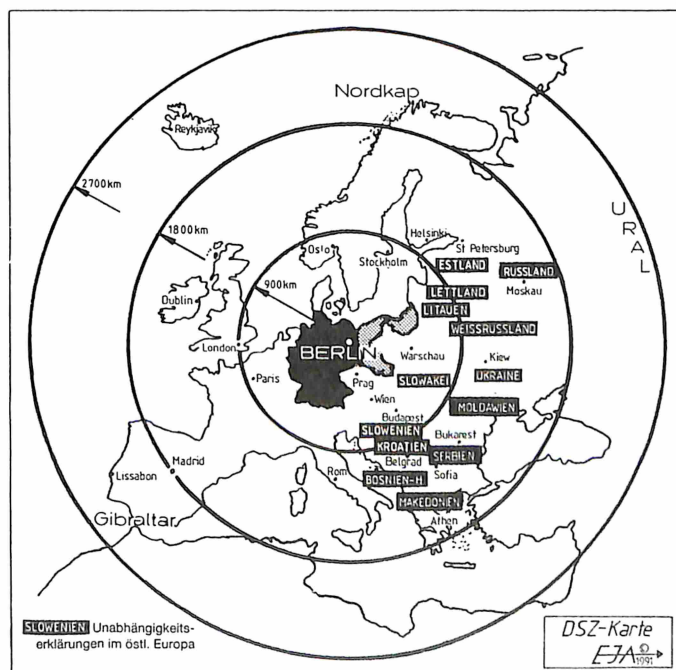 Nordkap
Reykjavik
2700km
1800km
900km
URAL
Helsinki
St Petersburg
Oslo
Stockholm
ESTLAND
RUSSLAND
Moskau
LETTLAND
LITAUEN
WEISSRUSSLAND
Dublin
London
BERLIN
Warschau
Kiew
Paris
Prag
SLOWAKEI
UKRAINE
Wien
Budapest
MOLDAWIEN
SLOWENIEN
KROATIEN
Bukarest
Belgrad
SERBIEN
Lissabon
Madrid
Rom
BOSNIEN-H
Sofia
MAKEDONIEN
Gibraltar
Athen
SLOWENIEN Unabhängigkeits-
erklärungen im östl. Europa
DSZ-Karte
EJA ©
1991